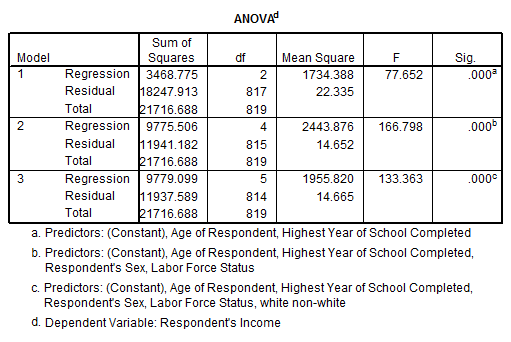 ANOVAd
Model Sum of Squares df Mean Square F Sig.
1 Regression 3468.775 2 1734.388 77.652 .000a
Residual 18247.913 817 22.335
Total 21716.688 819
2 Regression 9775.506 4 2443.876 166.798 .000b
Residual 11941.182 815 14.652
Total 21716.688 819
3 Regression 9779.099 5 1955.820 133.363 .000c
Residual 11937.589 814 14.665
Total 21716.688 819
a. Predictors: (Constant), Age of Respondent, Highest Year of School Completed
b. Predictors: (Constant), Age of Respondent, Highest Year of School Completed,
Respondent's Sex, Labor Force Status
c. Predictors: (Constant), Age of Respondent, Highest Year of School Completed,
Respondent's Sex, Labor Force Status, white non-white
d. Dependent Variable: Respondent's Income